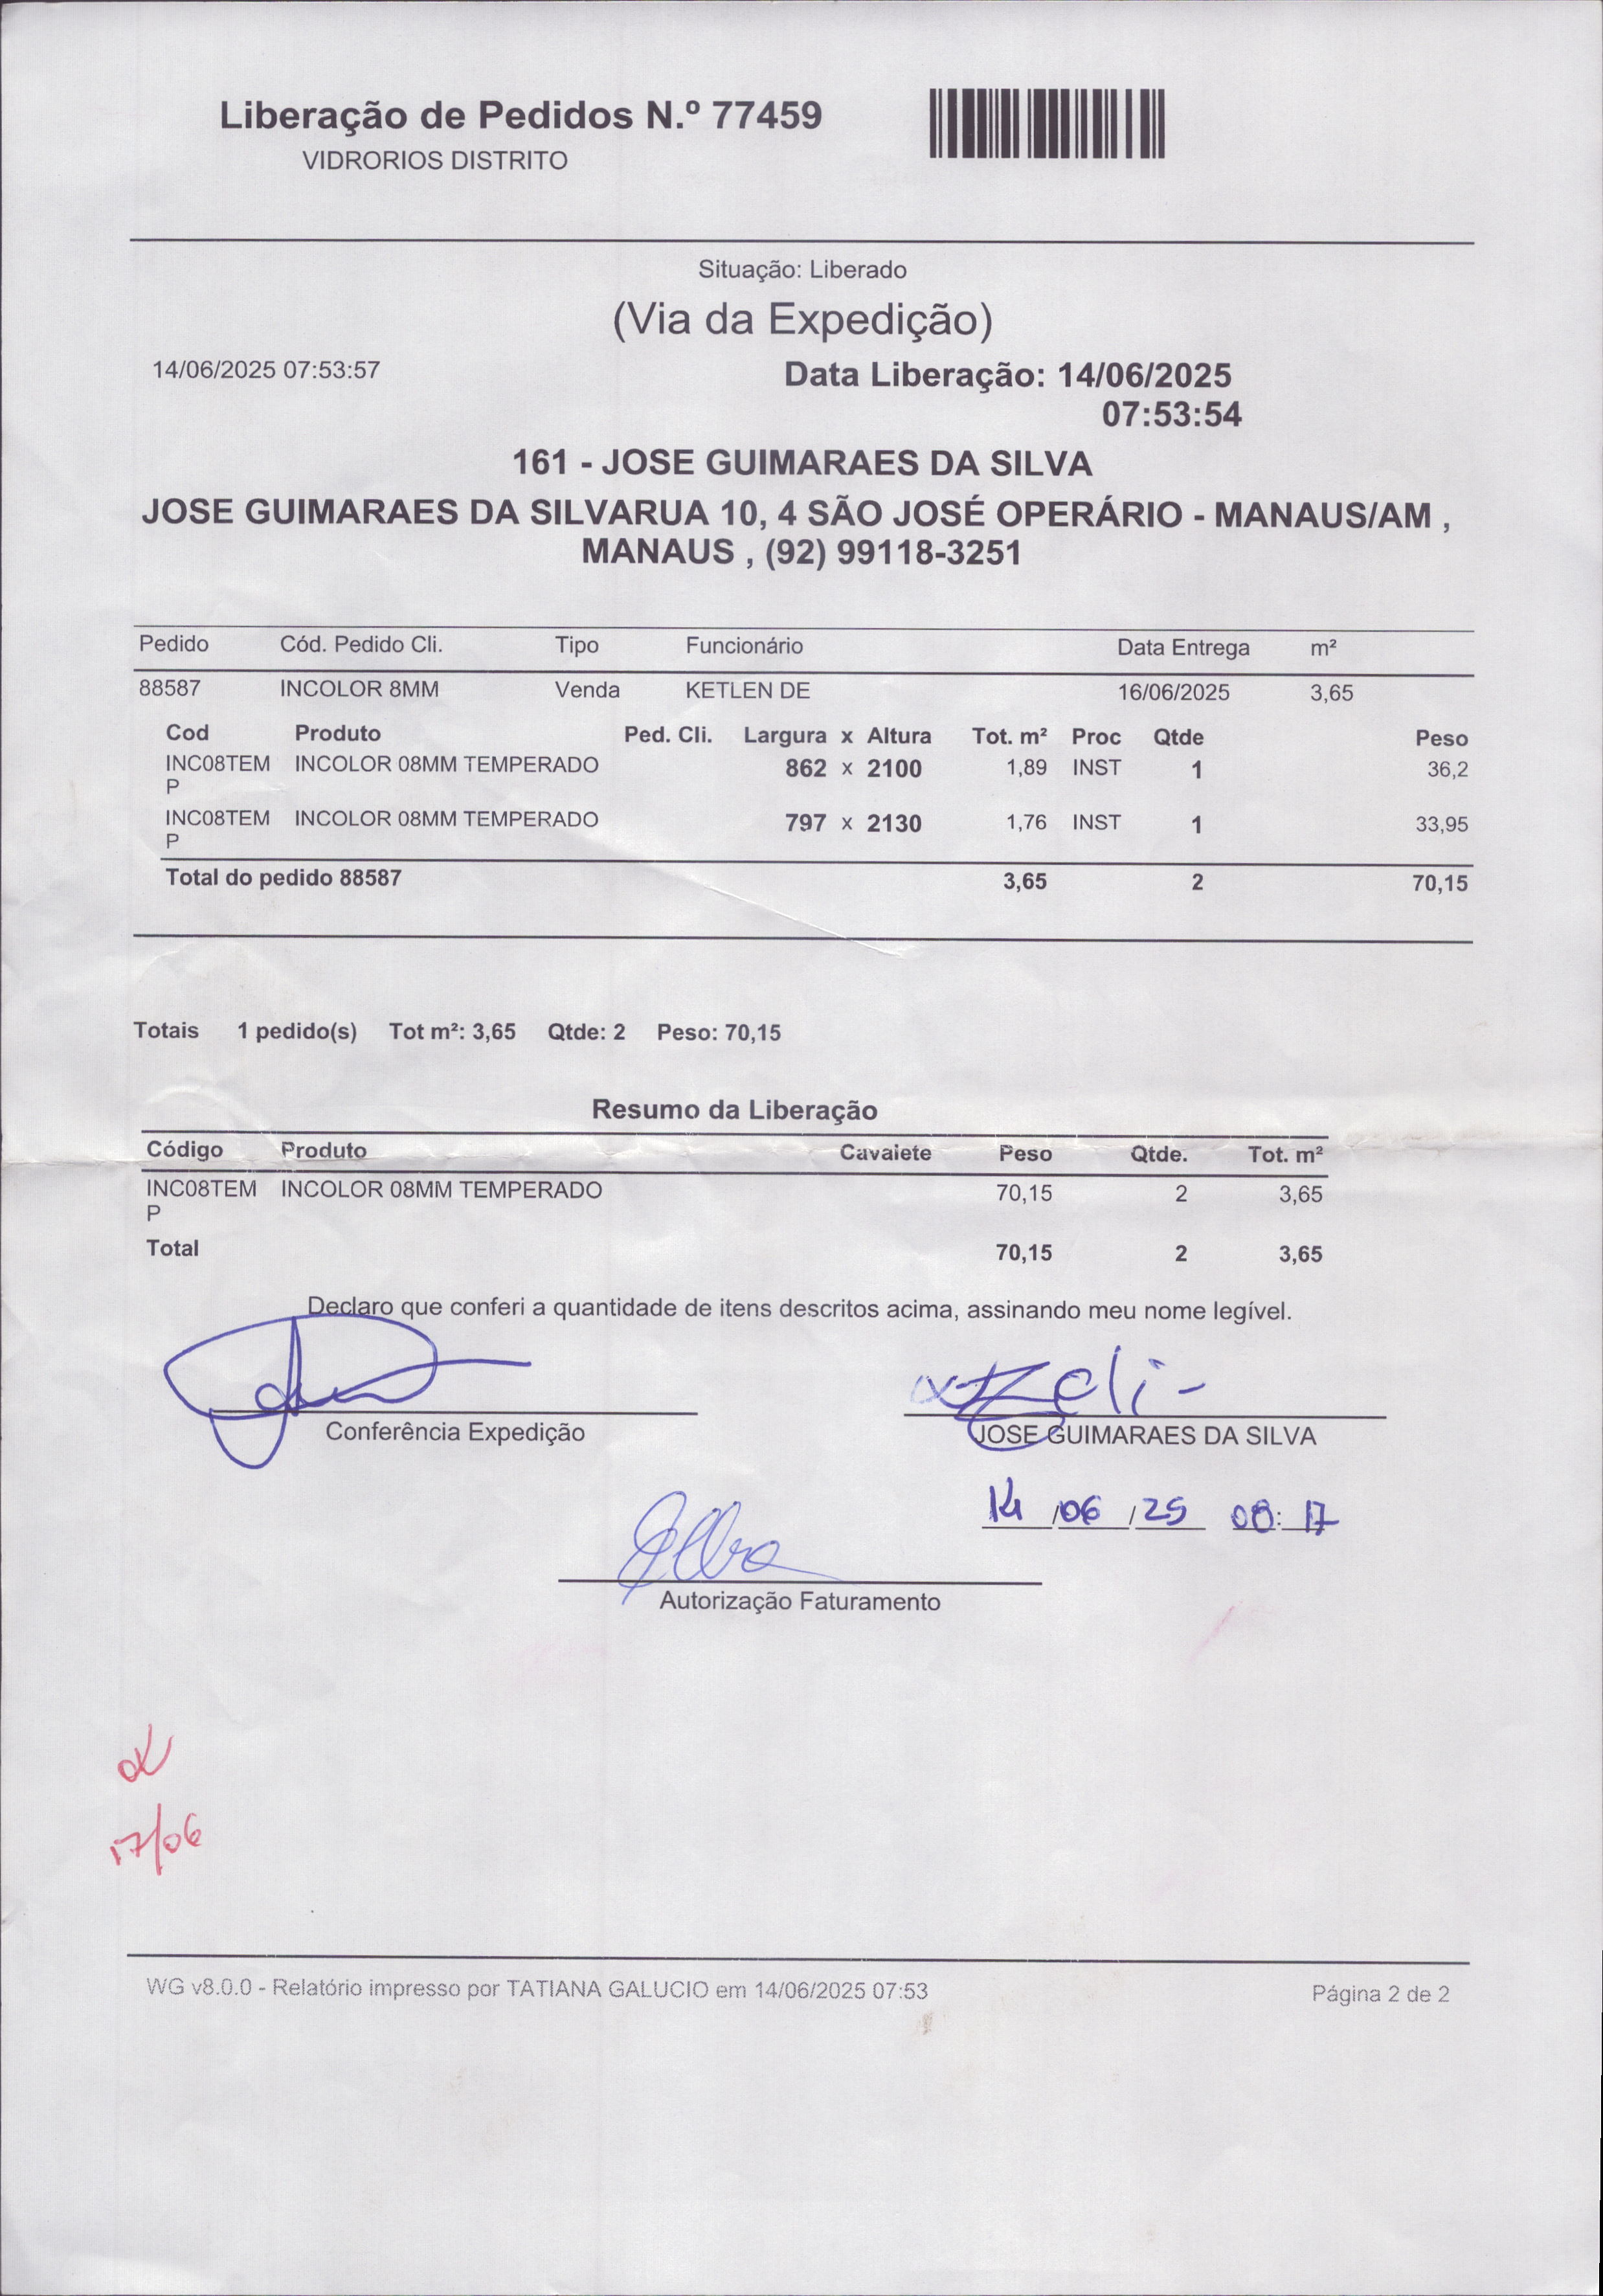 Liberação de Pedidos N.º 77459
VIDRORIOS DISTRITO
Situação: Liberado
(Via da Expedição)
14/06/2025 07:53:57
Data Liberação: 14/06/2025
07:53:54
161 - JOSE GUIMARAES DA SILVA
JOSE GUIMARAES DA SILVARUA 10, 4 SÃO JOSÉ OPERÁRIO - MANAUS/AM ,
MANAUS , (92) 99118-3251
Pedido Cód. Pedido Cli. Tipo Funcionário Data Entrega m²
88587 INCOLOR 8MM Venda KETLEN DE 16/06/2025 3,65
Cod Produto Ped. Cli. Largura x Altura Tot. m² Proc Qtde Peso
INC08TEM INCOLOR 08MM TEMPERADO 862 x 2100 1,89 INST 1 36,2
P
INC08TEM INCOLOR 08MM TEMPERADO 797 x 2130 1,76 INST 1 33,95
P
Total do pedido 88587 3,65 2 70,15
Totais 1 pedido(s) Tot m²: 3,65 Qtde: 2 Peso: 70,15
Resumo da Liberação
Código Produto Cavalete Peso Qtde. Tot. m²
INC08TEM INCOLOR 08MM TEMPERADO 70,15 2 3,65
P
Total 70,15 2 3,65
Declaro que conferi a quantidade de itens descritos acima, assinando meu nome legível.
Conferência Expedição
JOSE GUIMARAES DA SILVA
14/06/25 08:17
Autorização Faturamento
17/06
WG v8.0.0 - Relatório impresso por TATIANA GALUCIO em 14/06/2025 07:53
Página 2 de 2